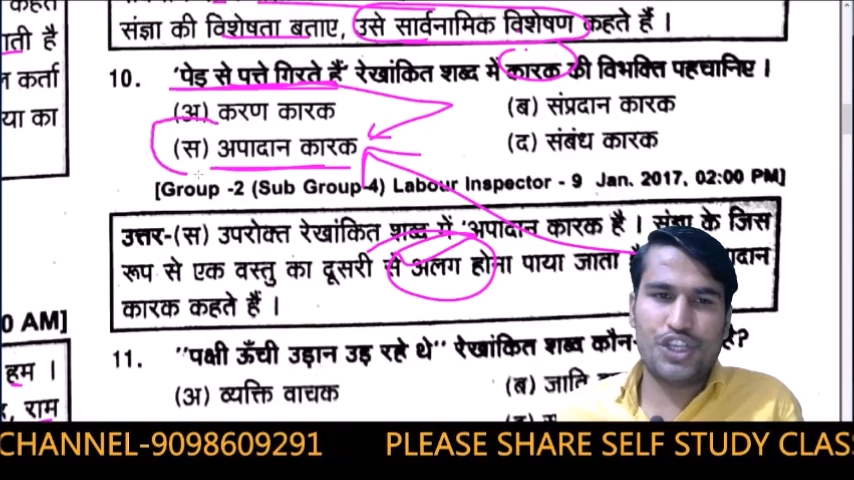 कहते
संज्ञा की विशेषता बताए, उसे सार्वनामिक विशेषण कहते हैं ।
ाती है
10. 'पेड़ से पत्ते गिरते हैं' रेखांकित शब्द में कारक की विभक्ति पहचानिए ।
कर्ता
(अ) करण कारक (ब) संप्रदान कारक
या का
(स) अपादान कारक (द) संबंध कारक
[Group -2 (Sub Group-4) Labour Inspector - 9 Jan. 2017, 02:00 PM]
उत्तर-(स) उपरोक्त रेखांकित शब्द में 'अपादान कारक है । संज्ञा के जिस
रूप से एक वस्तु का दूसरी से अलग होना पाया जाता पादान
कारक कहते हैं ।
0 AM]
11. "पक्षी ऊँची उड़ान उड़ रहे थे" रेखांकित शब्द कौन- है?
हम ।
(अ) व्यक्ति वाचक (ब) जाति
, राम
CHANNEL-9098609291 PLEASE SHARE SELF STUDY CLAS